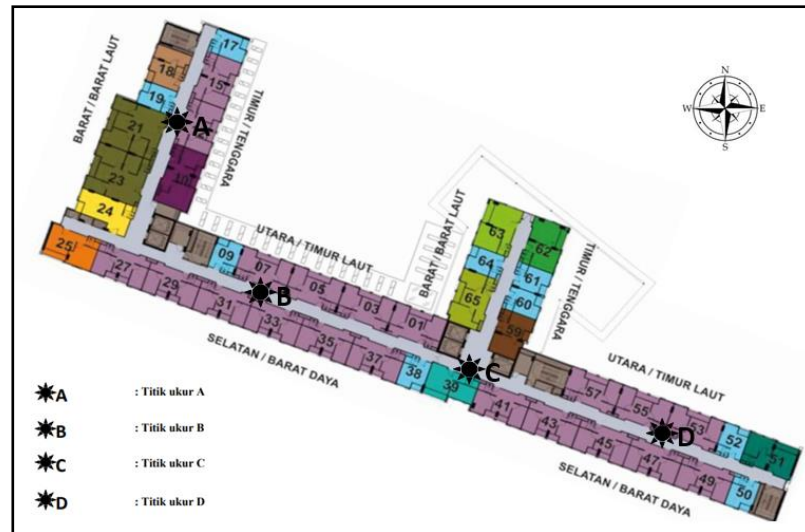 17
18
15
19
A
21
23
24
25
BARAT / BARAT LAUT
TIMUR / TENGGARA
N
W E
S
UTARA / TIMUR LAUT
09
07
05
03
01
27
29
31
33
35
37
38
39
B
SELATAN / BARAT DAYA
BARAT / BARAT LAUT
63
62
64
61
65
60
59
TIMUR / TENGGARA
C
UTARA / TIMUR LAUT
57
55
53
52
51
41
43
45
47
49
50
D
SELATAN / BARAT DAYA
A : Titik ukur A
B : Titik ukur B
C : Titik ukur C
D : Titik ukur D